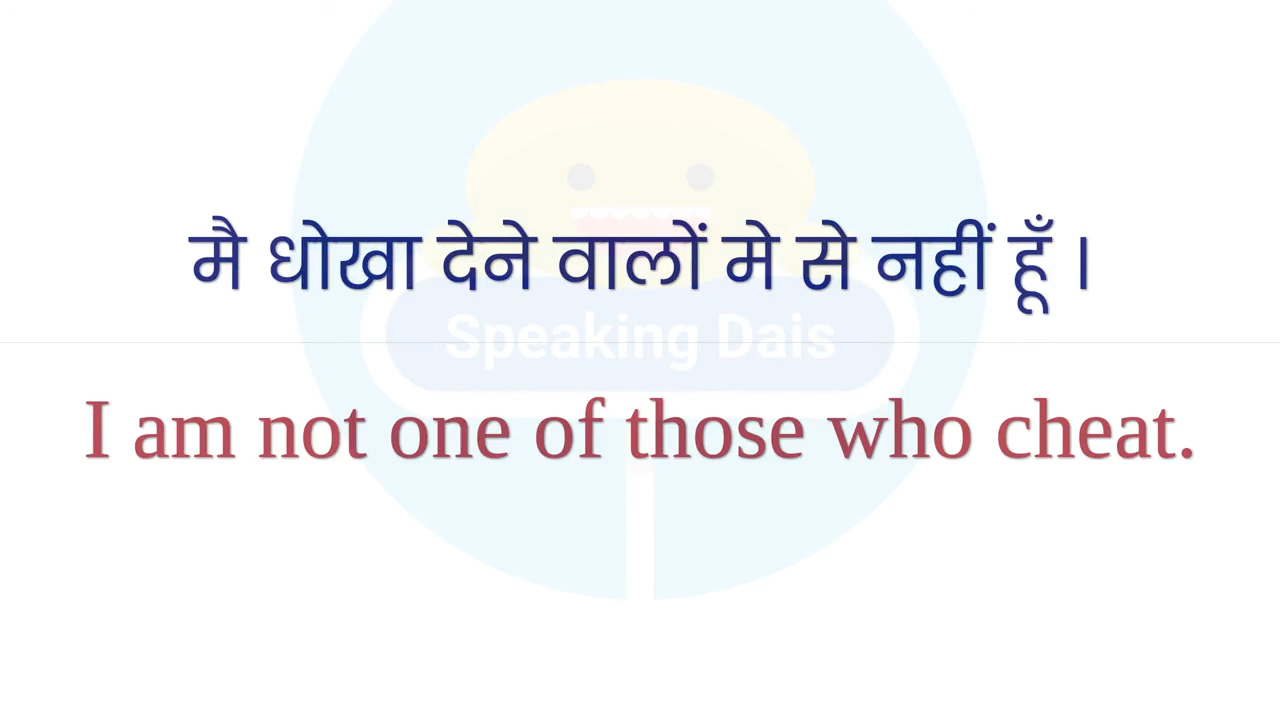 मै धोखा देने वालों मे से नहीं हूँ ।
Speaking Dais
I am not one of those who cheat.